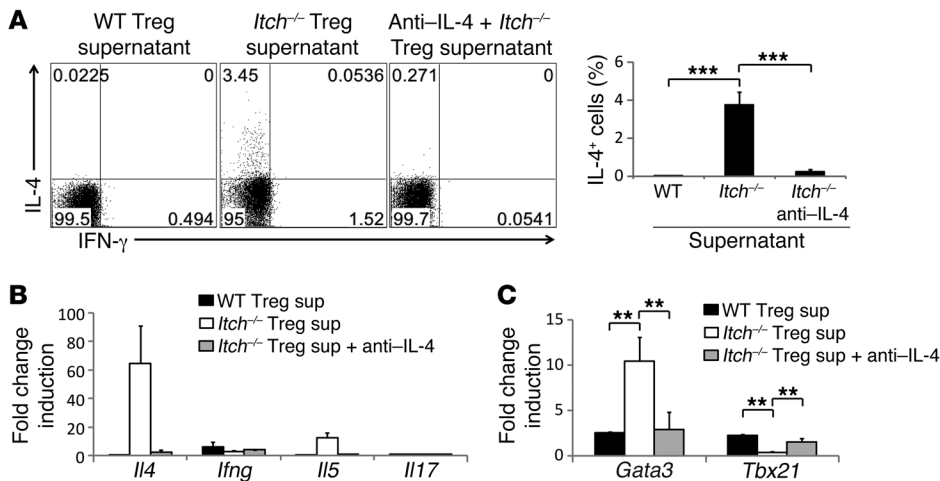 A
WT Treg
supernatant
Itch–/– Treg
supernatant
Anti–IL-4 + Itch–/–
Treg supernatant
0.0225
0
3.45
0.0536
0.271
0
99.5
0.494
95
1.52
99.7
0.0541
IL-4
IFN-γ
IL-4+ cells (%)
6
4
2
0
***
***
WT
Itch–/–
Itch–/–
anti–IL-4
Supernatant
B
WT Treg sup
Itch–/– Treg sup
Itch–/– Treg sup + anti–IL-4
Fold change
induction
100
80
60
40
20
0
Il4
Ifng
Il5
Il17
C
WT Treg sup
Itch–/– Treg sup
Itch–/– Treg sup + anti–IL-4
Fold change
induction
15
10
5
0
**
**
**
**
Gata3
Tbx21